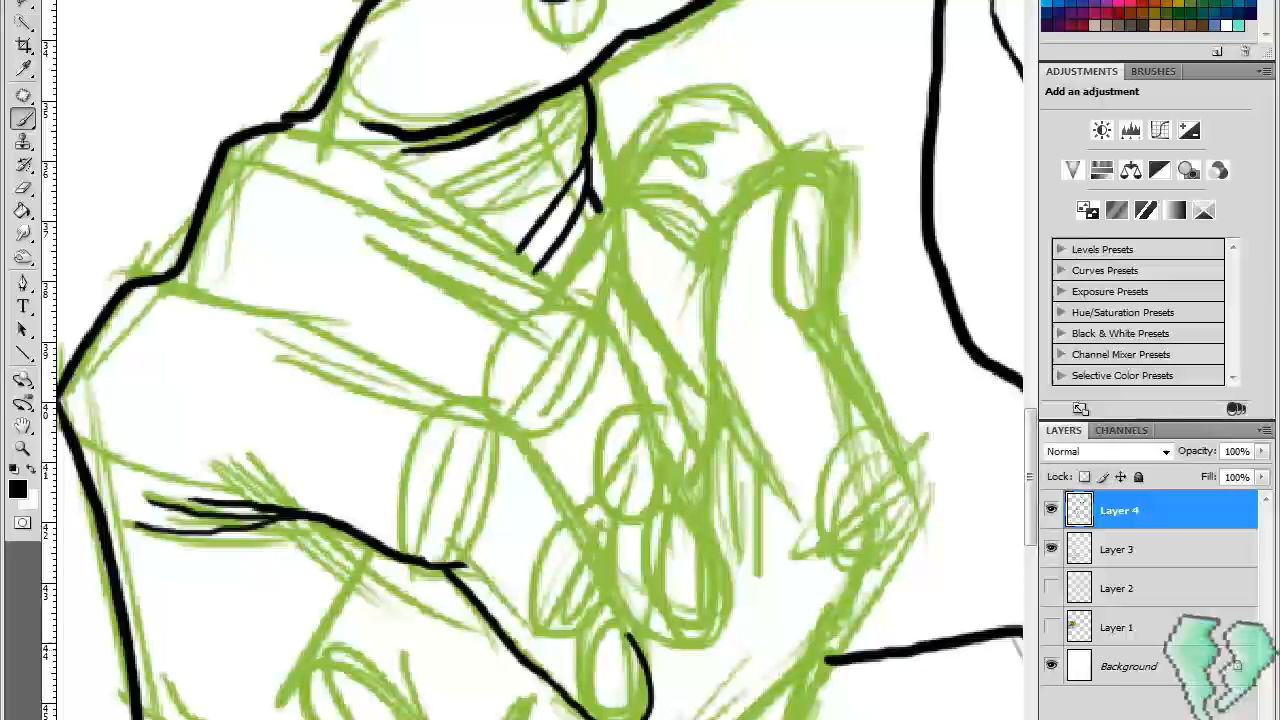 ADJUSTMENTS BRUSHES
Add an adjustment
Levels Presets
Curves Presets
Exposure Presets
Hue/Saturation Presets
Black & White Presets
Channel Mixer Presets
Selective Color Presets
LAYERS CHANNELS
Normal Opacity: 100%
Lock: Fill: 100%
Layer 4
Layer 3
Layer 2
Layer 1
Background